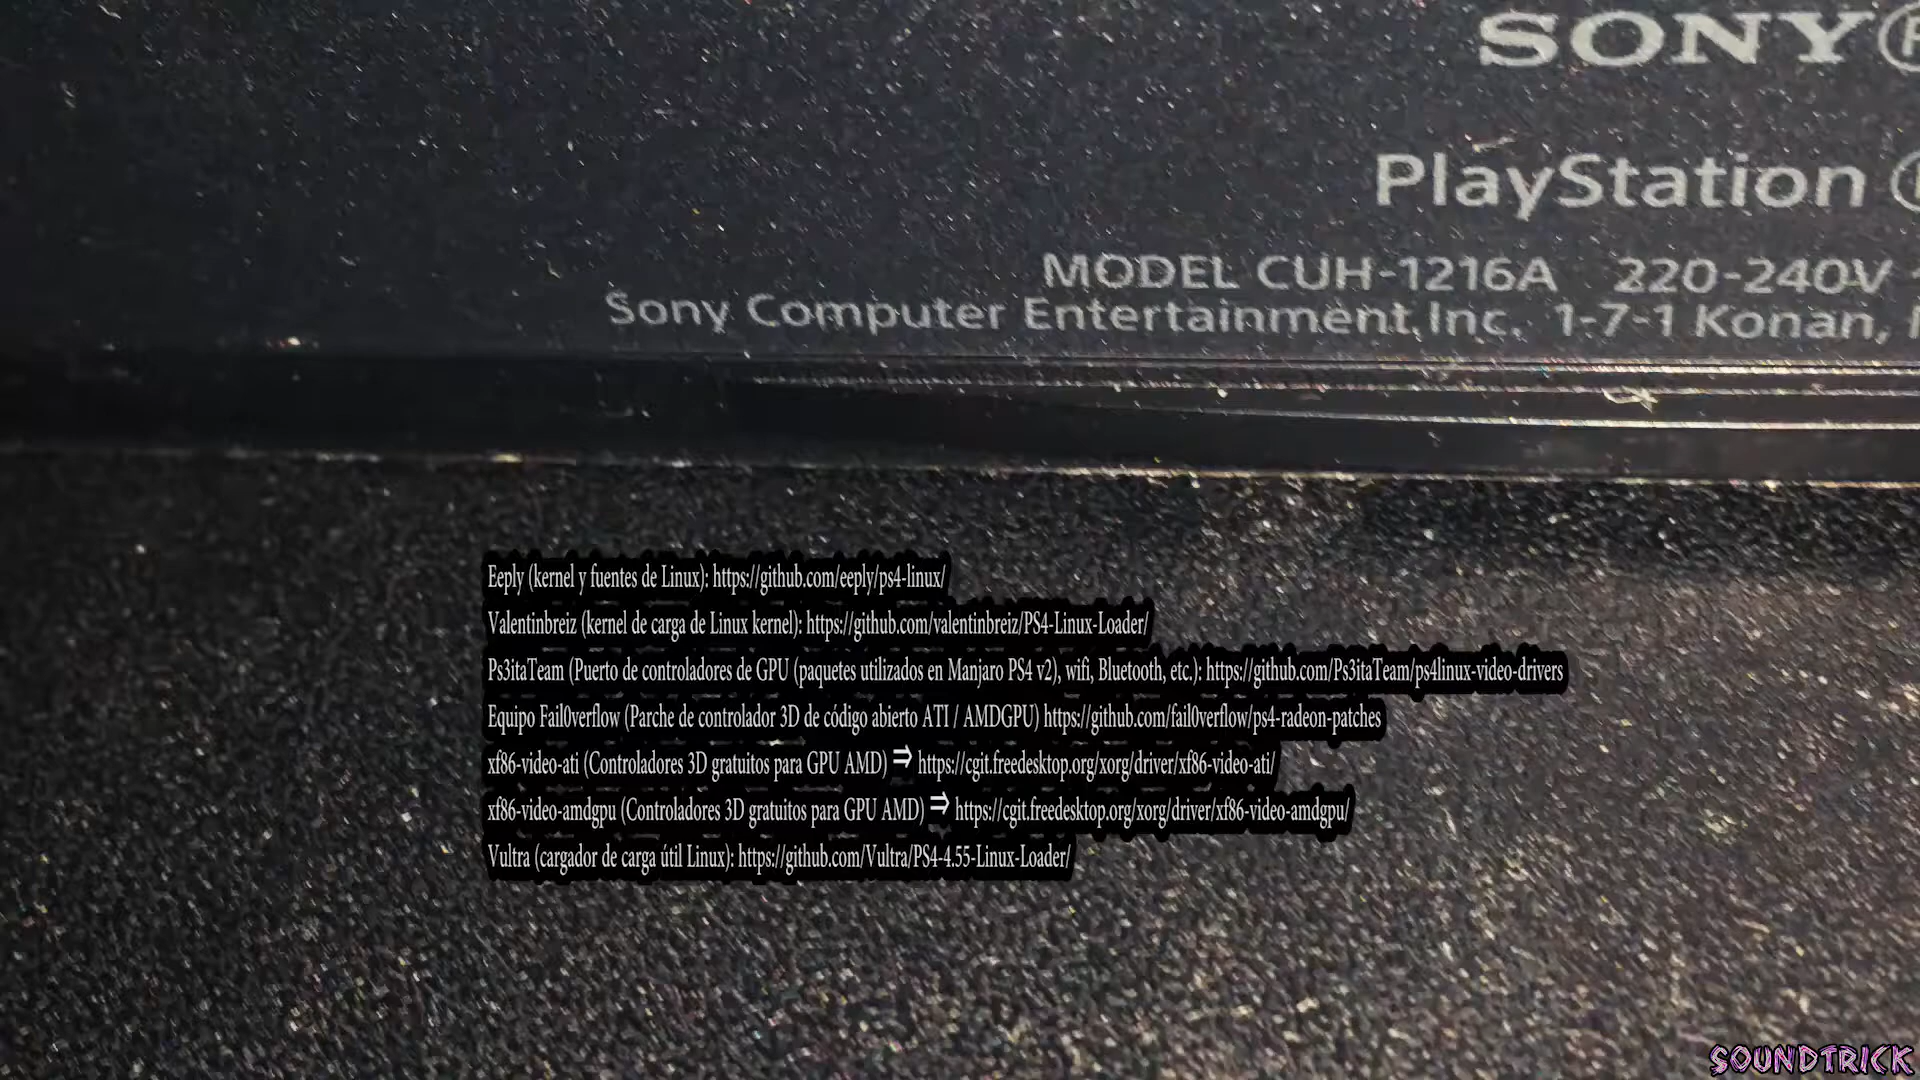 SONY®
PlayStation
MODEL CUH-1216A 220-240V
Sony Computer Entertainment Inc. 1-7-1 Konan,
Eeply (kernel y fuentes de Linux): https://github.com/eeply/ps4-linux/
Valentinbreiz (kernel de carga de Linux kernel): https://github.com/valentinbreiz/PS4-Linux-Loader/
Ps3itaTeam (Puerto de controladores de GPU (paquetes utilizados en Manjaro PS4 v2), wifi, Bluetooth, etc.): https://github.com/Ps3itaTeam/ps4linux-video-drivers
Equipo Fail0verflow (Parche de controlador 3D de código abierto ATI / AMDGPU) https://github.com/fail0verflow/ps4-radeon-patches
xf86-video-ati (Controladores 3D gratuitos para GPU AMD) ⇒ https://cgit.freedesktop.org/xorg/driver/xf86-video-ati/
xf86-video-amdgpu (Controladores 3D gratuitos para GPU AMD) ⇒ https://cgit.freedesktop.org/xorg/driver/xf86-video-amdgpu/
Vultra (cargador de carga útil Linux): https://github.com/Vultra/PS4-4.55-Linux-Loader/
SOUNDTRICK